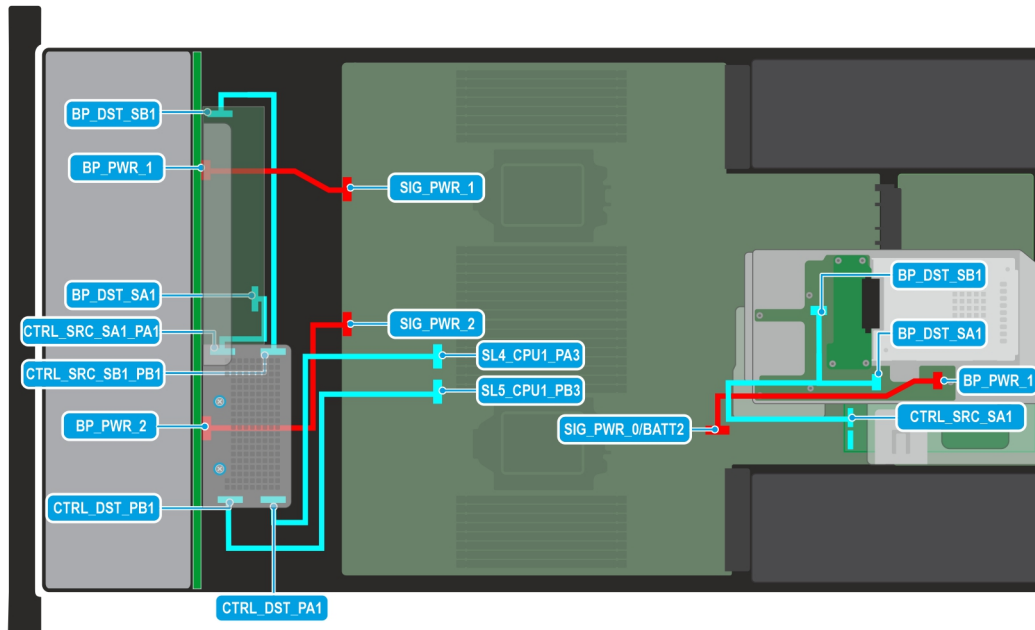 BP_DST_SB1
BP_PWR_1
SIG_PWR_1
BP_DST_SB1
BP_DST_SA1
SIG_PWR_2
CTRL_SRC_SA1_PA1
BP_DST_SA1
SL4_CPU1_PA3
CTRL_SRC_SB1_PB1
BP_PWR_1
SL5_CPU1_PB3
CTRL_SRC_SA1
BP_PWR_2
SIG_PWR_0/BATT2
CTRL_DST_PB1
CTRL_DST_PA1